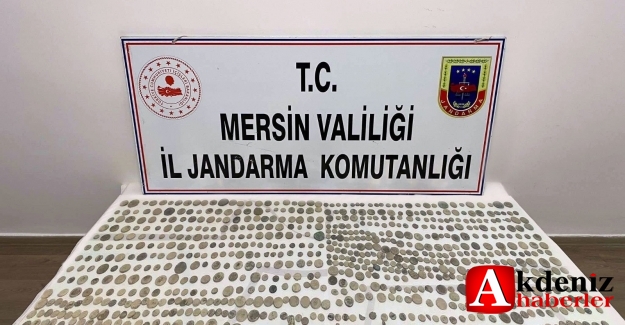 T.C.
MERSİN VALİLİĞİ
İL JANDARMA KOMUTANLIĞI
JANDARMA
Akdeniz
haberler